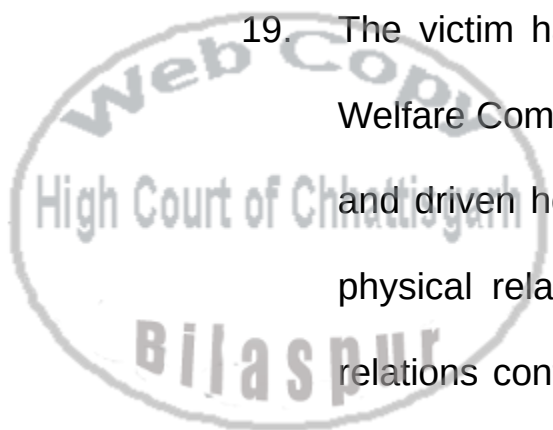 19. The victim h
Welfare Com
and driven h
physical rela
relations con
Web Copy
High Court of Chhattisgarh
Bilaspur